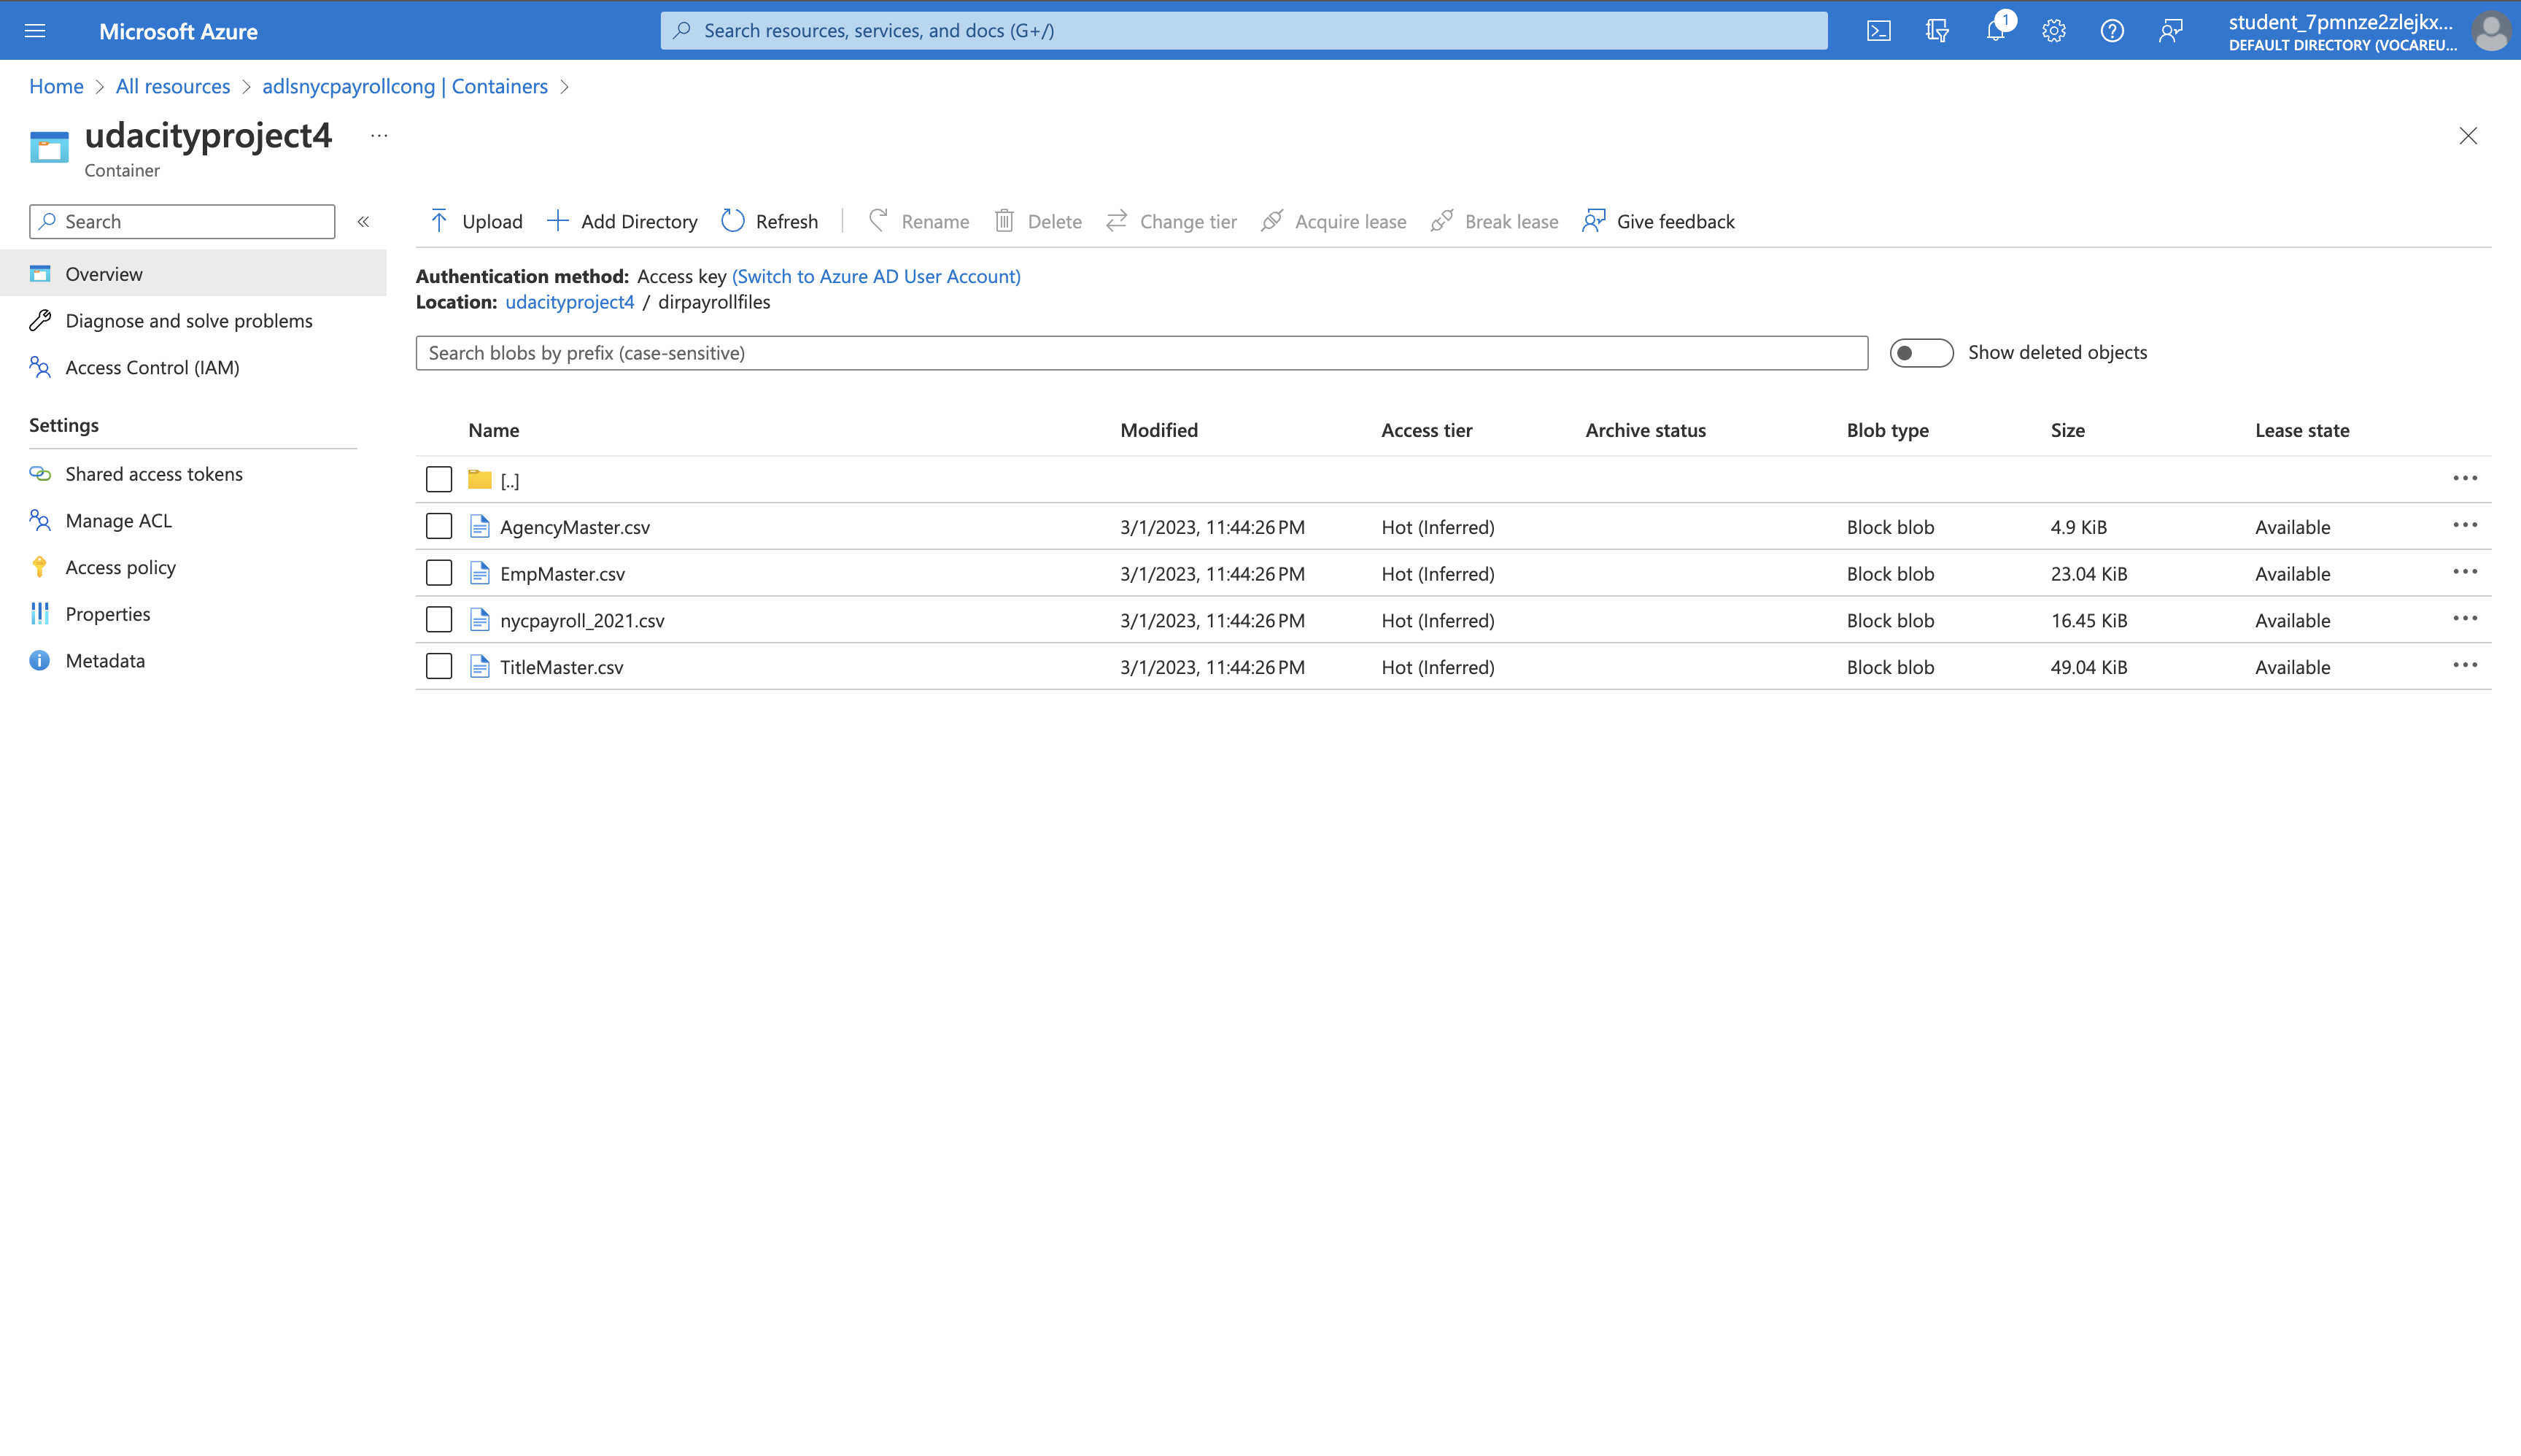 Microsoft Azure
Search resources, services, and docs (G+/)
1
student_7pmnze2zlejkx...
DEFAULT DIRECTORY (VOCAREU...
Home > All resources > adlsnycpayrollcong | Containers >
udacityproject4 ...
Container
Search «
Upload Add Directory Refresh Rename Delete Change tier Acquire lease Break lease Give feedback
Overview
Diagnose and solve problems
Access Control (IAM)
Settings
Shared access tokens
Manage ACL
Access policy
Properties
Metadata
Authentication method: Access key (Switch to Azure AD User Account)
Location: udacityproject4 / dirpayrollfiles
Search blobs by prefix (case-sensitive)
Show deleted objects
Name Modified Access tier Archive status Blob type Size Lease state
[..]
AgencyMaster.csv 3/1/2023, 11:44:26 PM Hot (Inferred) Block blob 4.9 KiB Available
EmpMaster.csv 3/1/2023, 11:44:26 PM Hot (Inferred) Block blob 23.04 KiB Available
nycpayroll_2021.csv 3/1/2023, 11:44:26 PM Hot (Inferred) Block blob 16.45 KiB Available
TitleMaster.csv 3/1/2023, 11:44:26 PM Hot (Inferred) Block blob 49.04 KiB Available